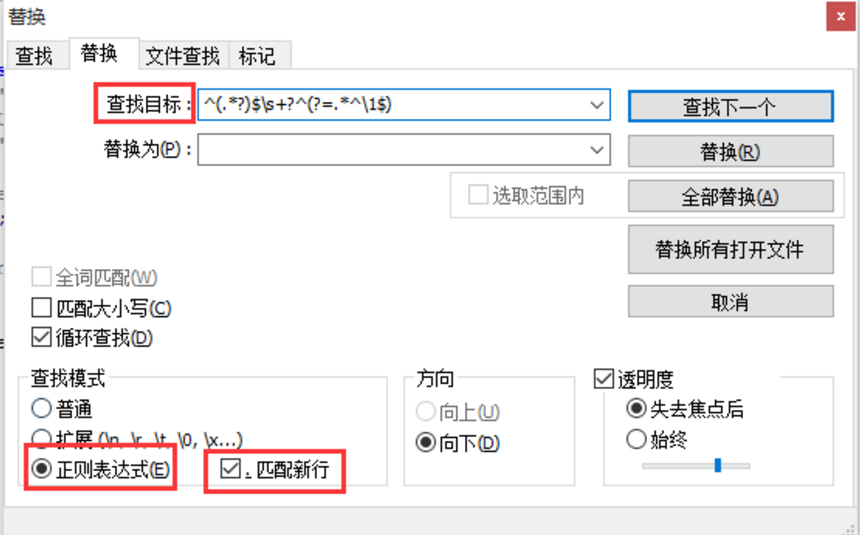 替换
x
查找 替换 文件查找 标记
查找目标： ^(.*?)$\s+?^(?=.*^\1$) 查找下一个
替换为(P)： 替换(R)
选取范围内 全部替换(A)
替换所有打开文件
取消
全词匹配(W)
匹配大小写(C)
循环查找(D)
查找模式 方向 透明度
普通 向上(U) 失去焦点后
扩展 (\n, \r, \t, \0, \x...) 向下(D) 始终
正则表达式(E) . 匹配新行